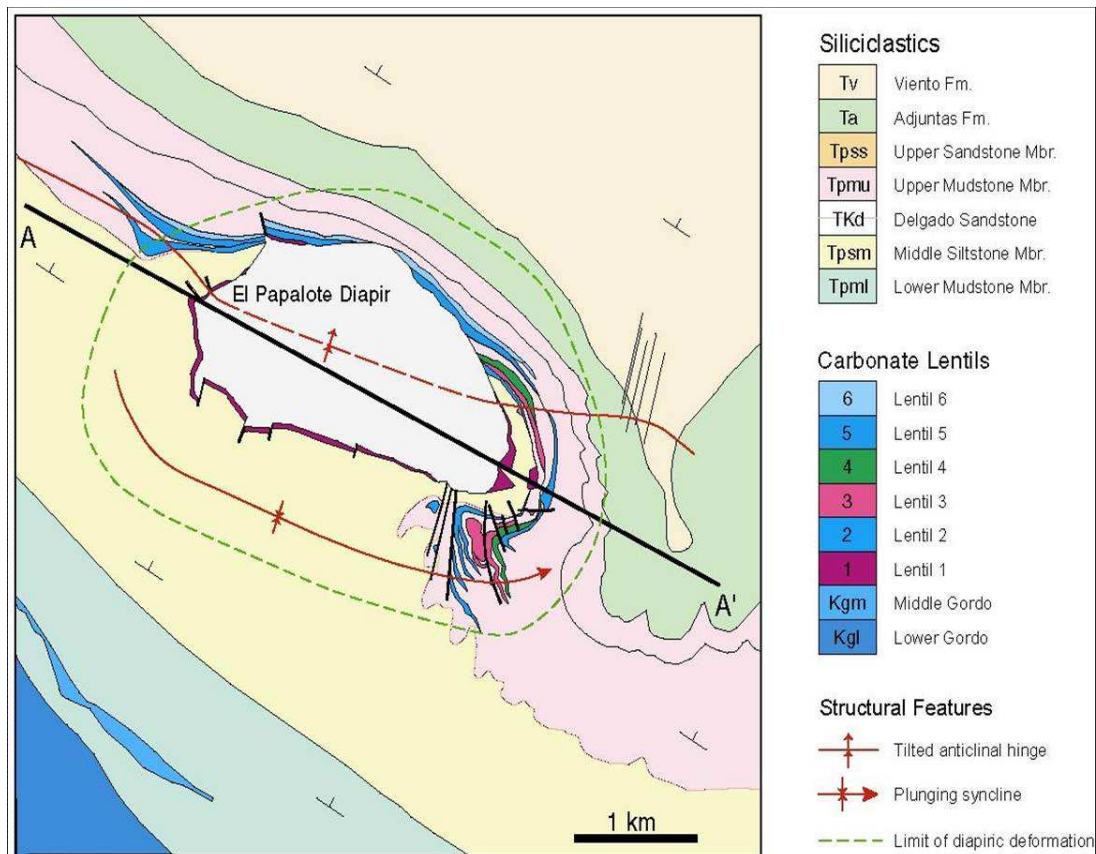 Siliciclastics
Tv Viento Fm.
Ta Adjuntas Fm.
Tpss Upper Sandstone Mbr.
Tpmu Upper Mudstone Mbr.
TKd Delgado Sandstone
Tpsm Middle Siltstone Mbr.
Tpml Lower Mudstone Mbr.
Carbonate Lentils
6 Lentil 6
5 Lentil 5
4 Lentil 4
3 Lentil 3
2 Lentil 2
1 Lentil 1
Kgm Middle Gordo
Kgl Lower Gordo
Structural Features
Tilted anticlinal hinge
Plunging syncline
Limit of diapiric deformation
A
El Papalote Diapir
A'
1 km